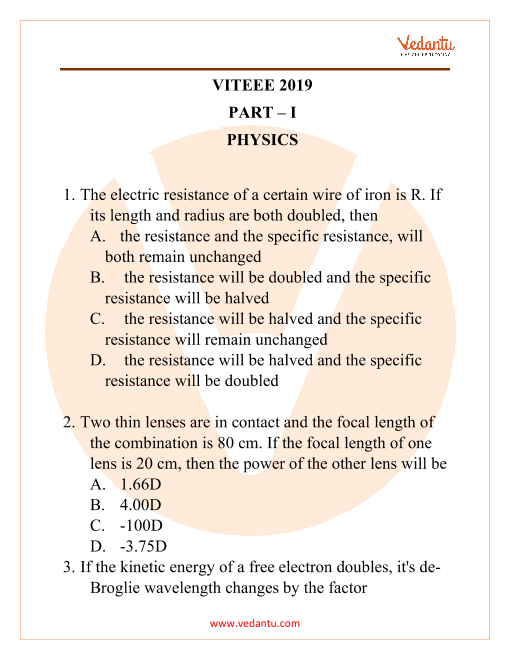 Vedantu
VITEEE 2019
PART – I
PHYSICS
1. The electric resistance of a certain wire of iron is R. If
its length and radius are both doubled, then
A. the resistance and the specific resistance, will
both remain unchanged
B. the resistance will be doubled and the specific
resistance will be halved
C. the resistance will be halved and the specific
resistance will remain unchanged
D. the resistance will be halved and the specific
resistance will be doubled
2. Two thin lenses are in contact and the focal length of
the combination is 80 cm. If the focal length of one
lens is 20 cm, then the power of the other lens will be
A. 1.66D
B. 4.00D
C. -100D
D. -3.75D
3. If the kinetic energy of a free electron doubles, it's de-
Broglie wavelength changes by the factor
www.vedantu.com